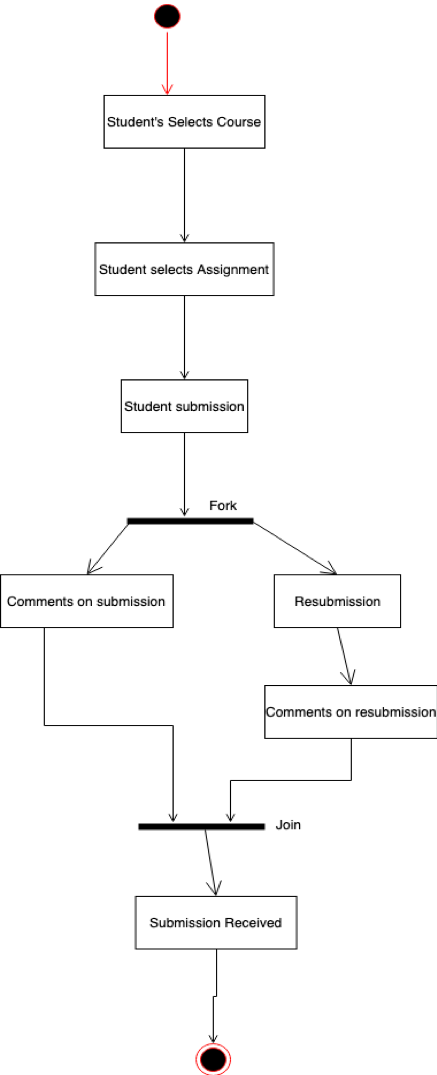 Student's Selects Course
Student selects Assignment
Student submission
Fork
Comments on submission
Resubmission
Comments on resubmission
Join
Submission Received